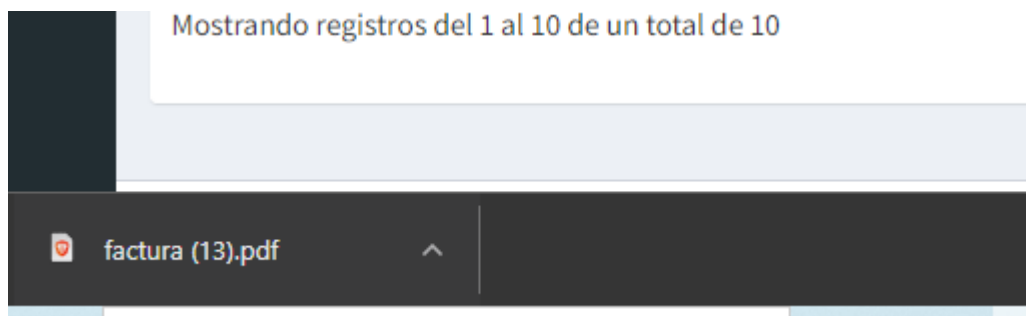 Mostrando registros del 1 al 10 de un total de 10
factura (13).pdf